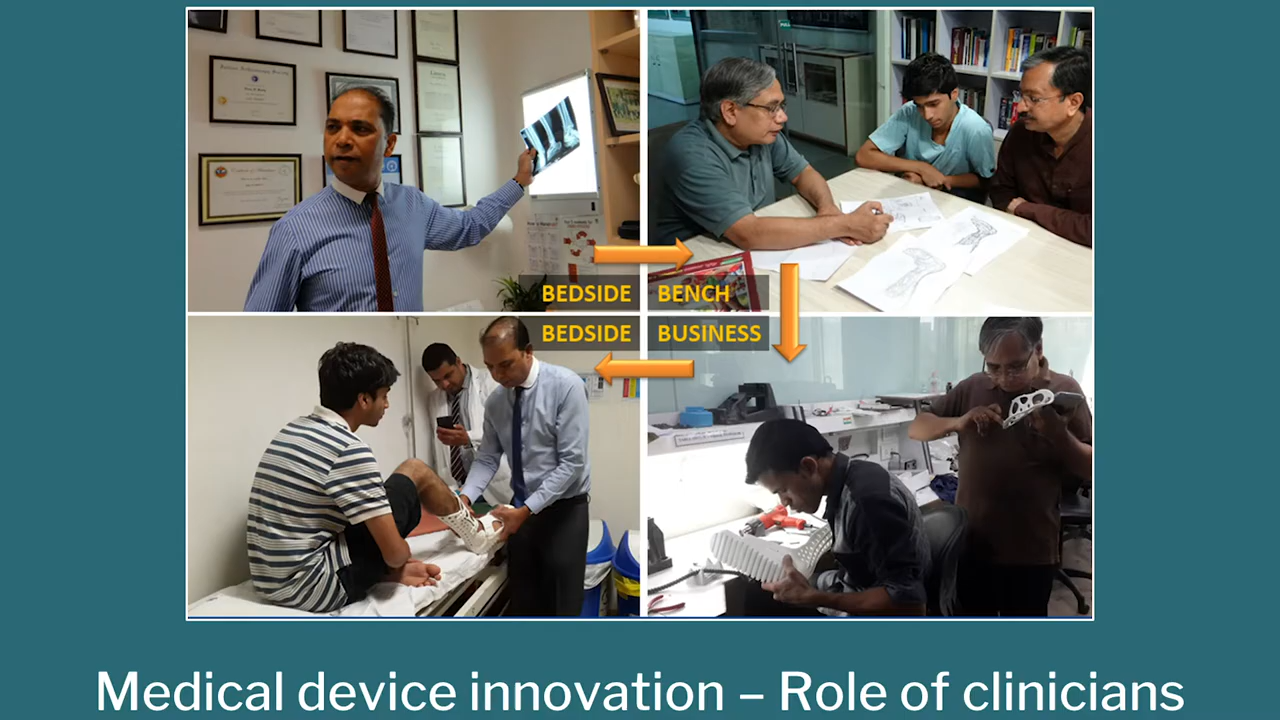 BEDSIDE
BENCH
BEDSIDE
BUSINESS
Medical device innovation – Role of clinicians